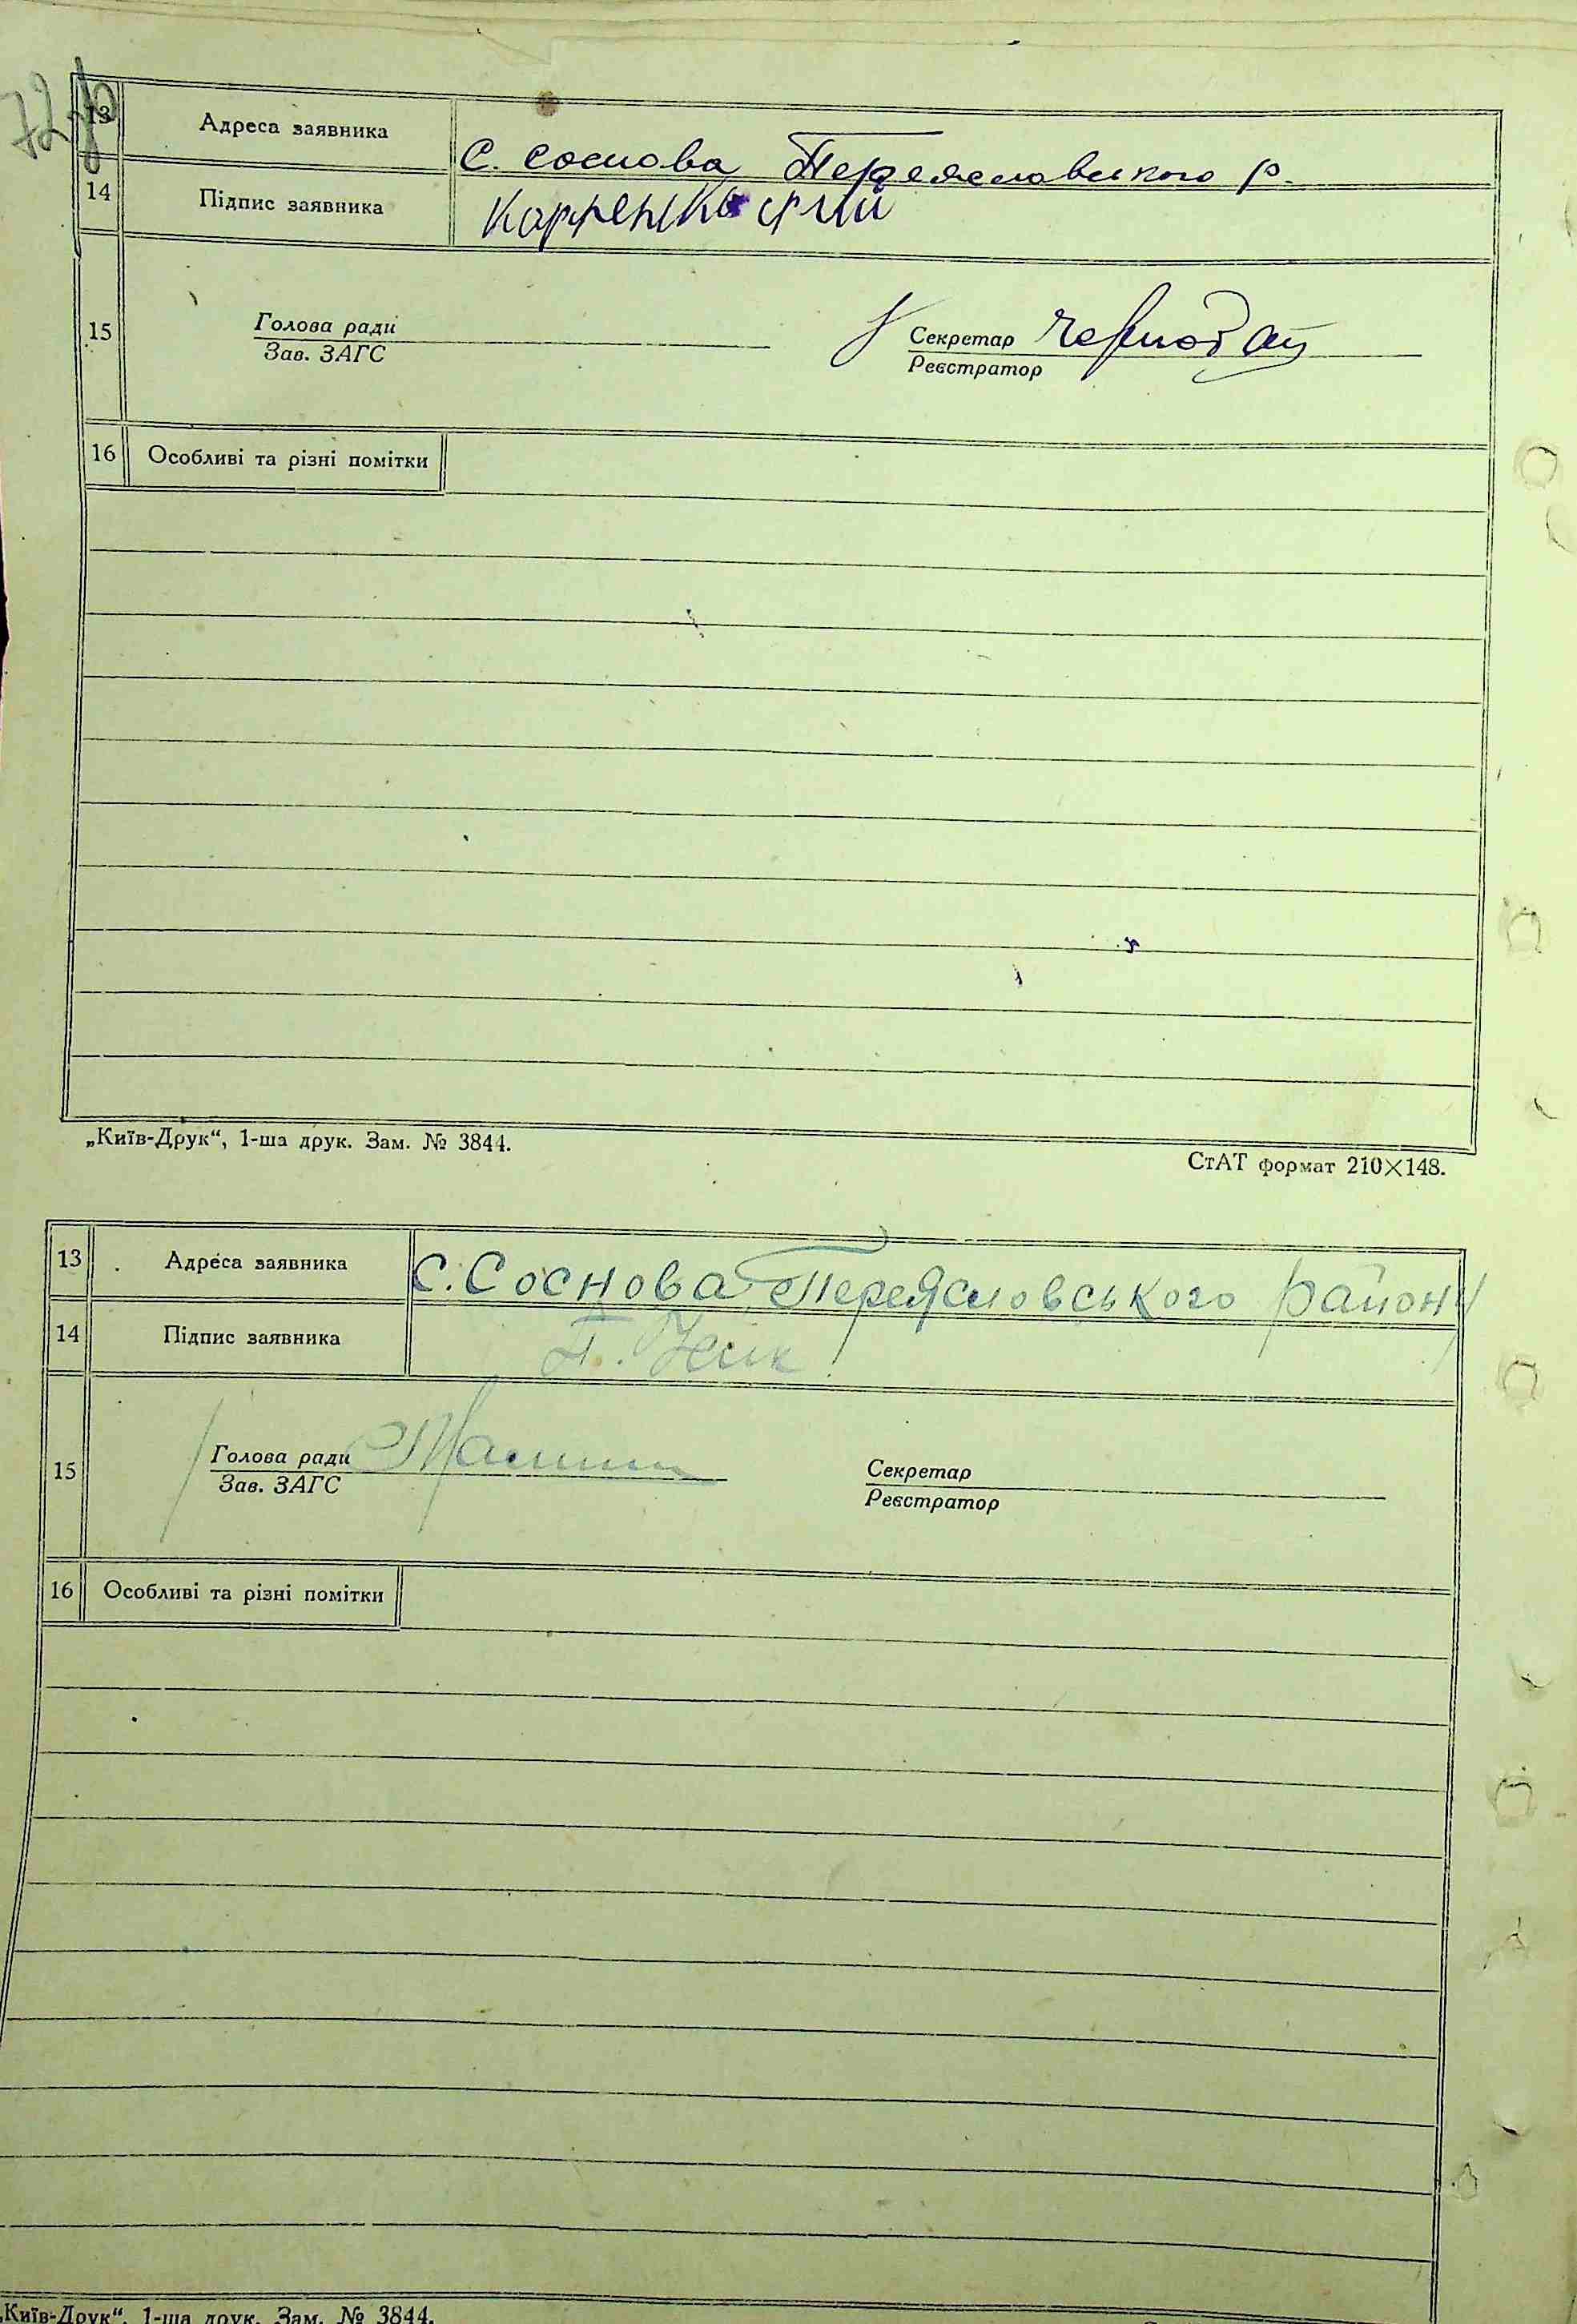 72
13 Адреса заявника с. Соснова Переяславського р.
14 Підпис заявника
15 Голова ради Секретар
Зав. ЗАГС Реєстратор
16 Особливі та різні помітки
„Київ-Друк“, 1-ша друк. Зам. № 3844.
СтАТ формат 210×148.
13 Адреса заявника С. Соснова Переясловського району
14 Підпис заявника
15 Голова ради Секретар
Зав. ЗАГС Реєстратор
16 Особливі та різні помітки
„Київ-Друк“, 1-ша друк. Зам. № 3844.